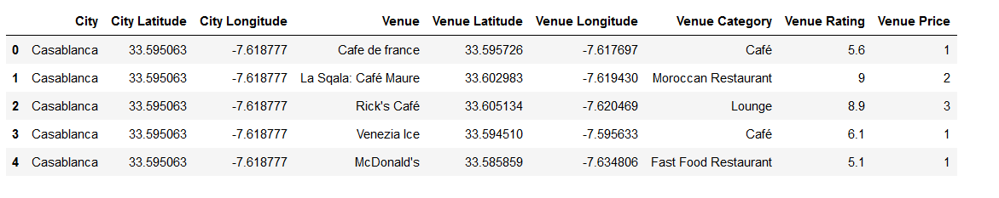 City City Latitude City Longitude Venue Venue Latitude Venue Longitude Venue Category Venue Rating Venue Price
0 Casablanca 33.595063 -7.618777 Cafe de france 33.595726 -7.617697 Café 5.6 1
1 Casablanca 33.595063 -7.618777 La Sqala: Café Maure 33.602983 -7.619430 Moroccan Restaurant 9 2
2 Casablanca 33.595063 -7.618777 Rick's Café 33.605134 -7.620469 Lounge 8.9 3
3 Casablanca 33.595063 -7.618777 Venezia Ice 33.594510 -7.595633 Café 6.1 1
4 Casablanca 33.595063 -7.618777 McDonald's 33.585859 -7.634806 Fast Food Restaurant 5.1 1